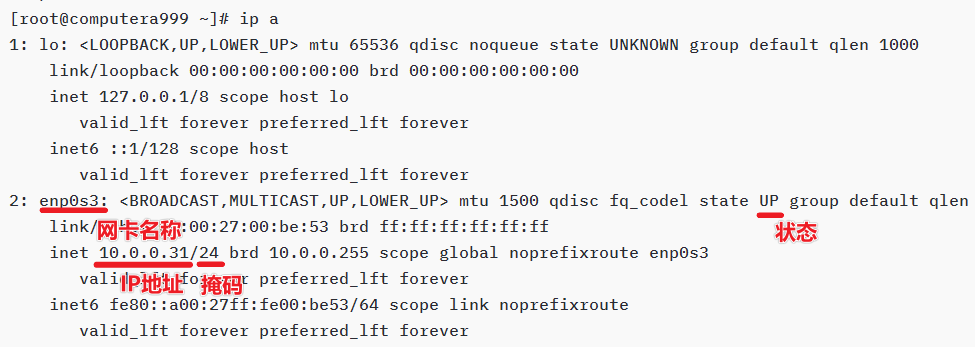 [root@computera999 ~]# ip a
1: lo: <LOOPBACK,UP,LOWER_UP> mtu 65536 qdisc noqueue state UNKNOWN group default qlen 1000
link/loopback 00:00:00:00:00:00 brd 00:00:00:00:00:00
inet 127.0.0.1/8 scope host lo
valid_lft forever preferred_lft forever
inet6 ::1/128 scope host
valid_lft forever preferred_lft forever
2: enp0s3: <BROADCAST,MULTICAST,UP,LOWER_UP> mtu 1500 qdisc fq_codel state UP group default qlen
link/ :00:27:00:be:53 brd ff:ff:ff:ff:ff:ff
网卡名称
状态
inet 10.0.0.31/24 brd 10.0.0.255 scope global noprefixroute enp0s3
valid_lft forever preferred_lft forever
IP地址 掩码
inet6 fe80::a00:27ff:fe00:be53/64 scope link noprefixroute
valid_lft forever preferred_lft forever